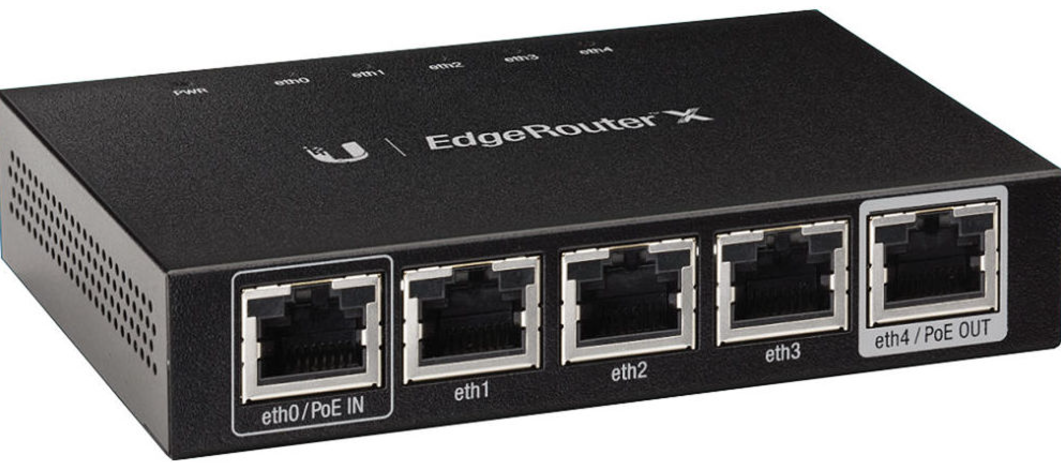 PWR eth0 eth1 eth2 eth3 eth4
U | EdgeRouter X
eth0/PoE IN
eth1
eth2
eth3
eth4 / PoE OUT